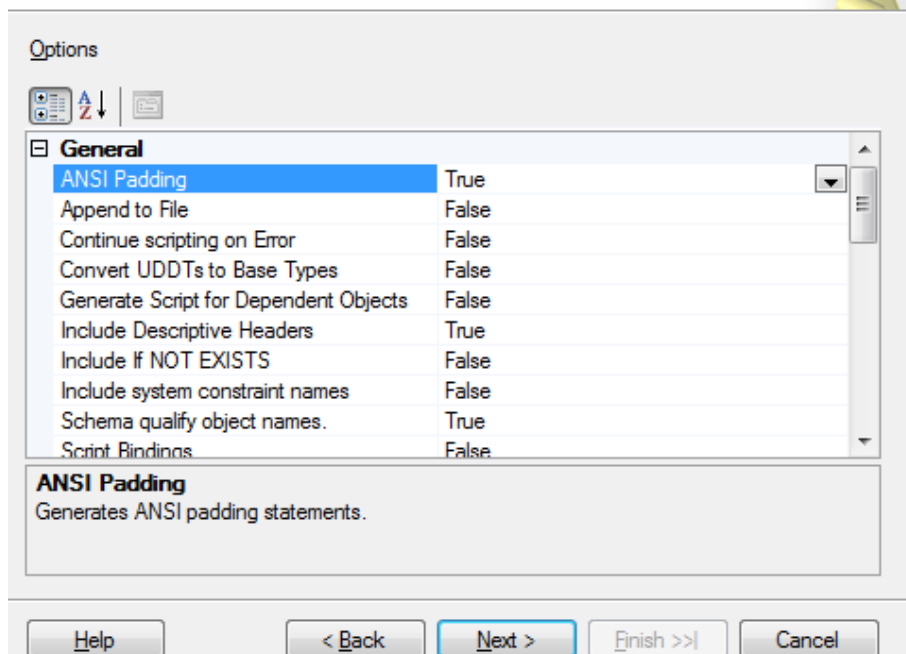 Options
General
ANSI Padding True
Append to File False
Continue scripting on Error False
Convert UDDTs to Base Types False
Generate Script for Dependent Objects False
Include Descriptive Headers True
Include If NOT EXISTS False
Include system constraint names False
Schema qualify object names. True
Script Bindings False
ANSI Padding
Generates ANSI padding statements.
Help < Back Next > Finish >>| Cancel